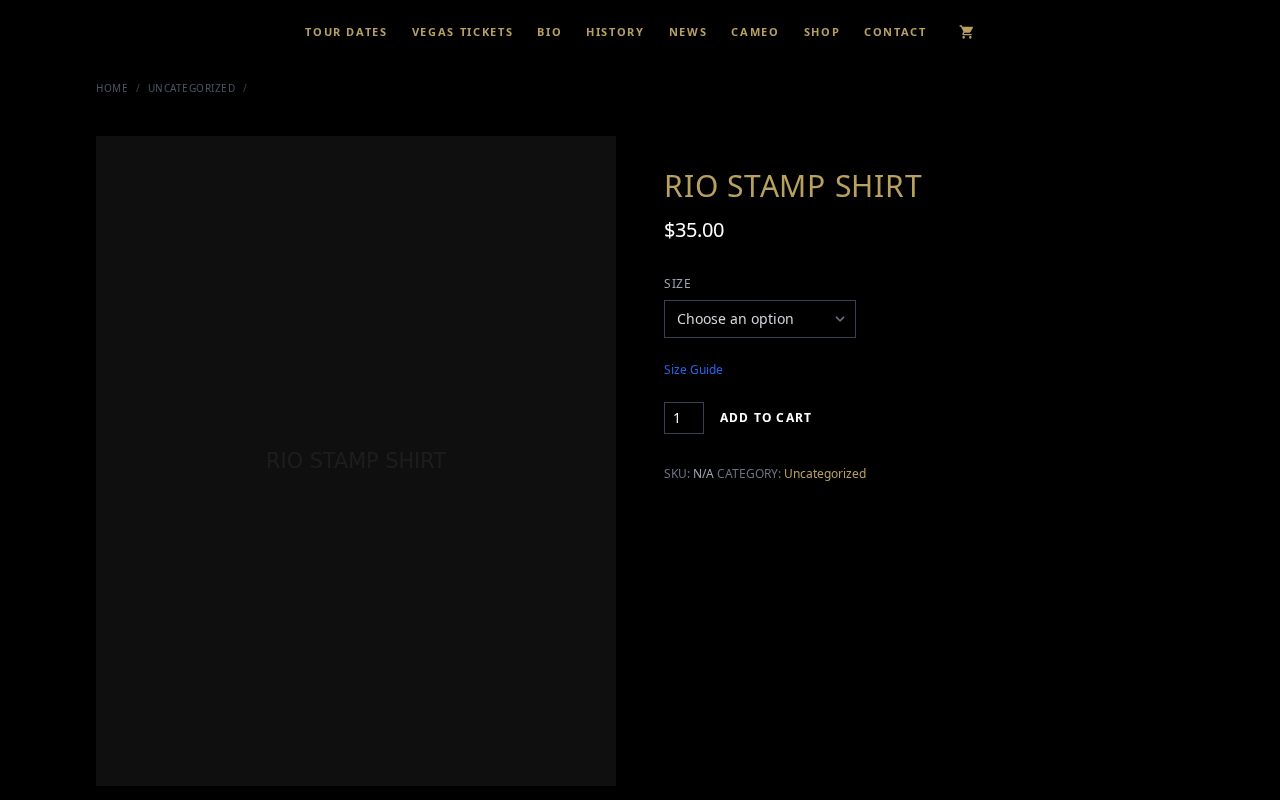 TOUR DATES VEGAS TICKETS BIO HISTORY NEWS CAMEO SHOP CONTACT
HOME / UNCATEGORIZED /
RIO STAMP SHIRT
RIO STAMP SHIRT
$35.00
SIZE
Choose an option
Size Guide
1 ADD TO CART
SKU: N/A CATEGORY: Uncategorized